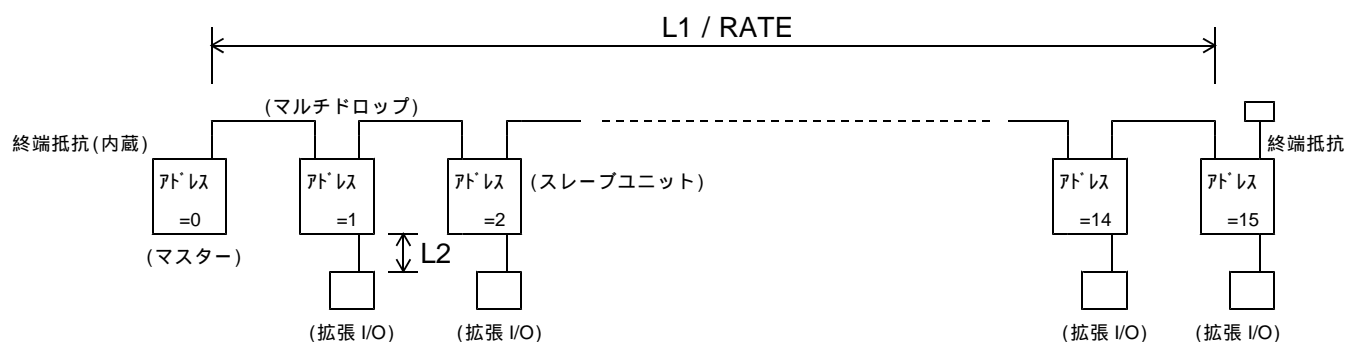 L1 / RATE
(マルチドロップ)
終端抵抗(内蔵)
終端抵抗
ｱﾄﾞﾚｽ
=0
ｱﾄﾞﾚｽ
=1
ｱﾄﾞﾚｽ
=2
(スレーブユニット)
ｱﾄﾞﾚｽ
=14
ｱﾄﾞﾚｽ
=15
(マスター)
L2
(拡張 I/O)
(拡張 I/O)
(拡張 I/O)
(拡張 I/O)